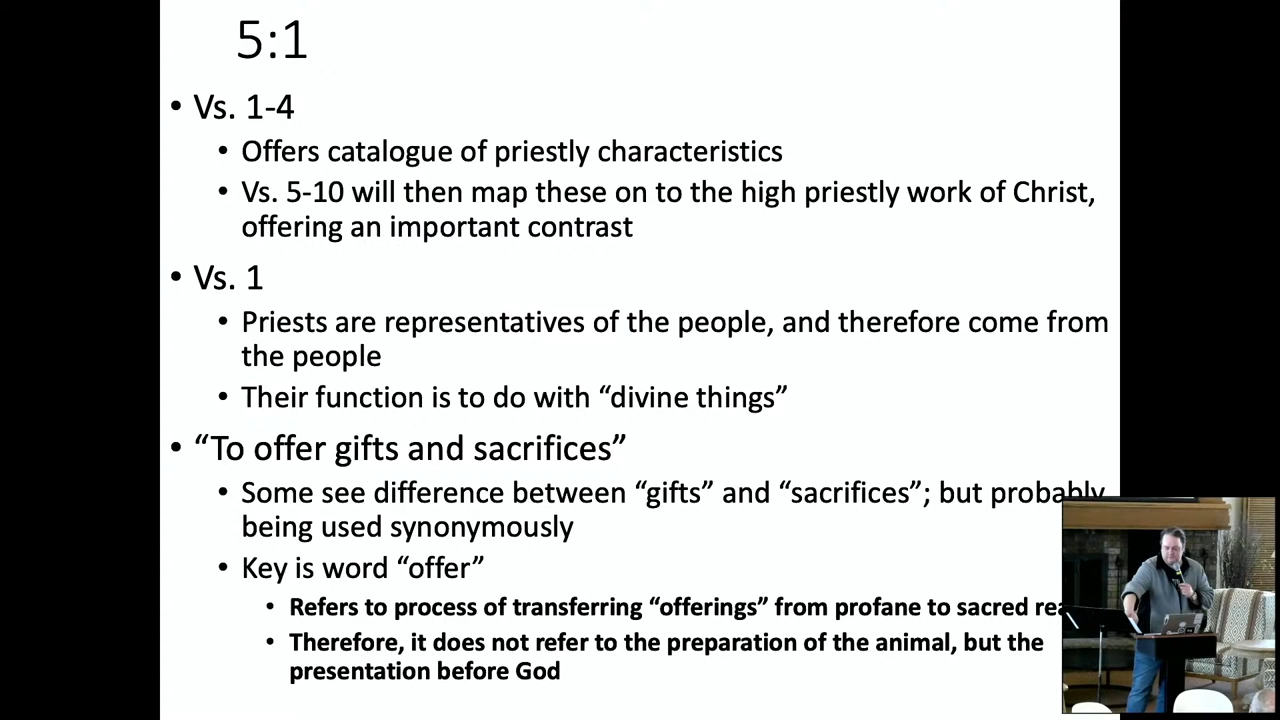 5:1
• Vs. 1-4
• Offers catalogue of priestly characteristics
• Vs. 5-10 will then map these on to the high priestly work of Christ,
offering an important contrast
• Vs. 1
• Priests are representatives of the people, and therefore come from
the people
• Their function is to do with “divine things”
• “To offer gifts and sacrifices”
• Some see difference between “gifts” and “sacrifices”; but probably
being used synonymously
• Key is word “offer”
• Refers to process of transferring “offerings” from profane to sacred
• Therefore, it does not refer to the preparation of the animal, but the
presentation before God